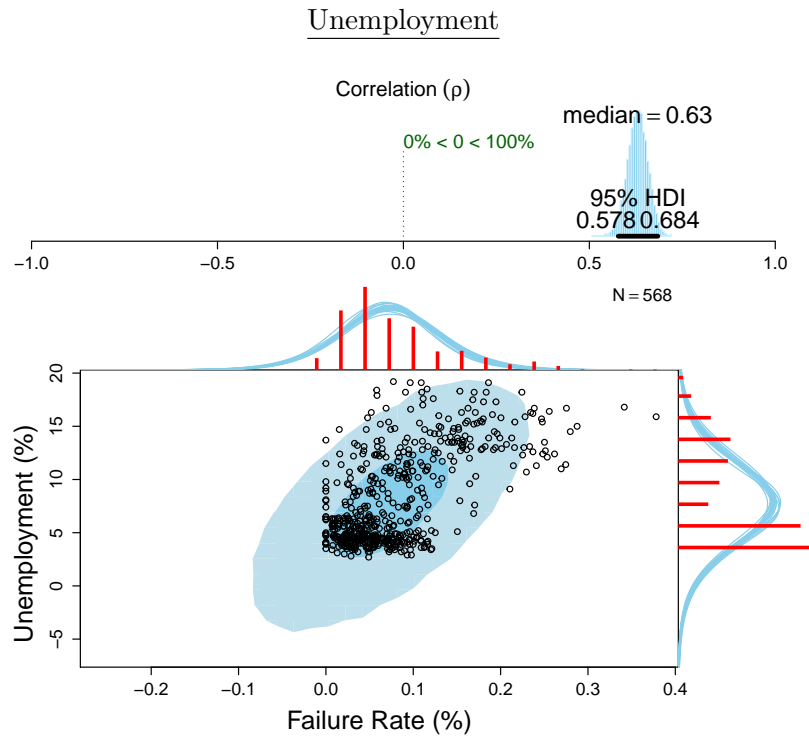 Unemployment
Correlation (ρ)
median = 0.63
0% < 0 < 100%
95% HDI
0.578 0.684
−1.0 −0.5 0.0 0.5 1.0
N = 568
20
15
10
5
0
−5
Unemployment (%)
−0.2 −0.1 0.0 0.1 0.2 0.3 0.4
Failure Rate (%)